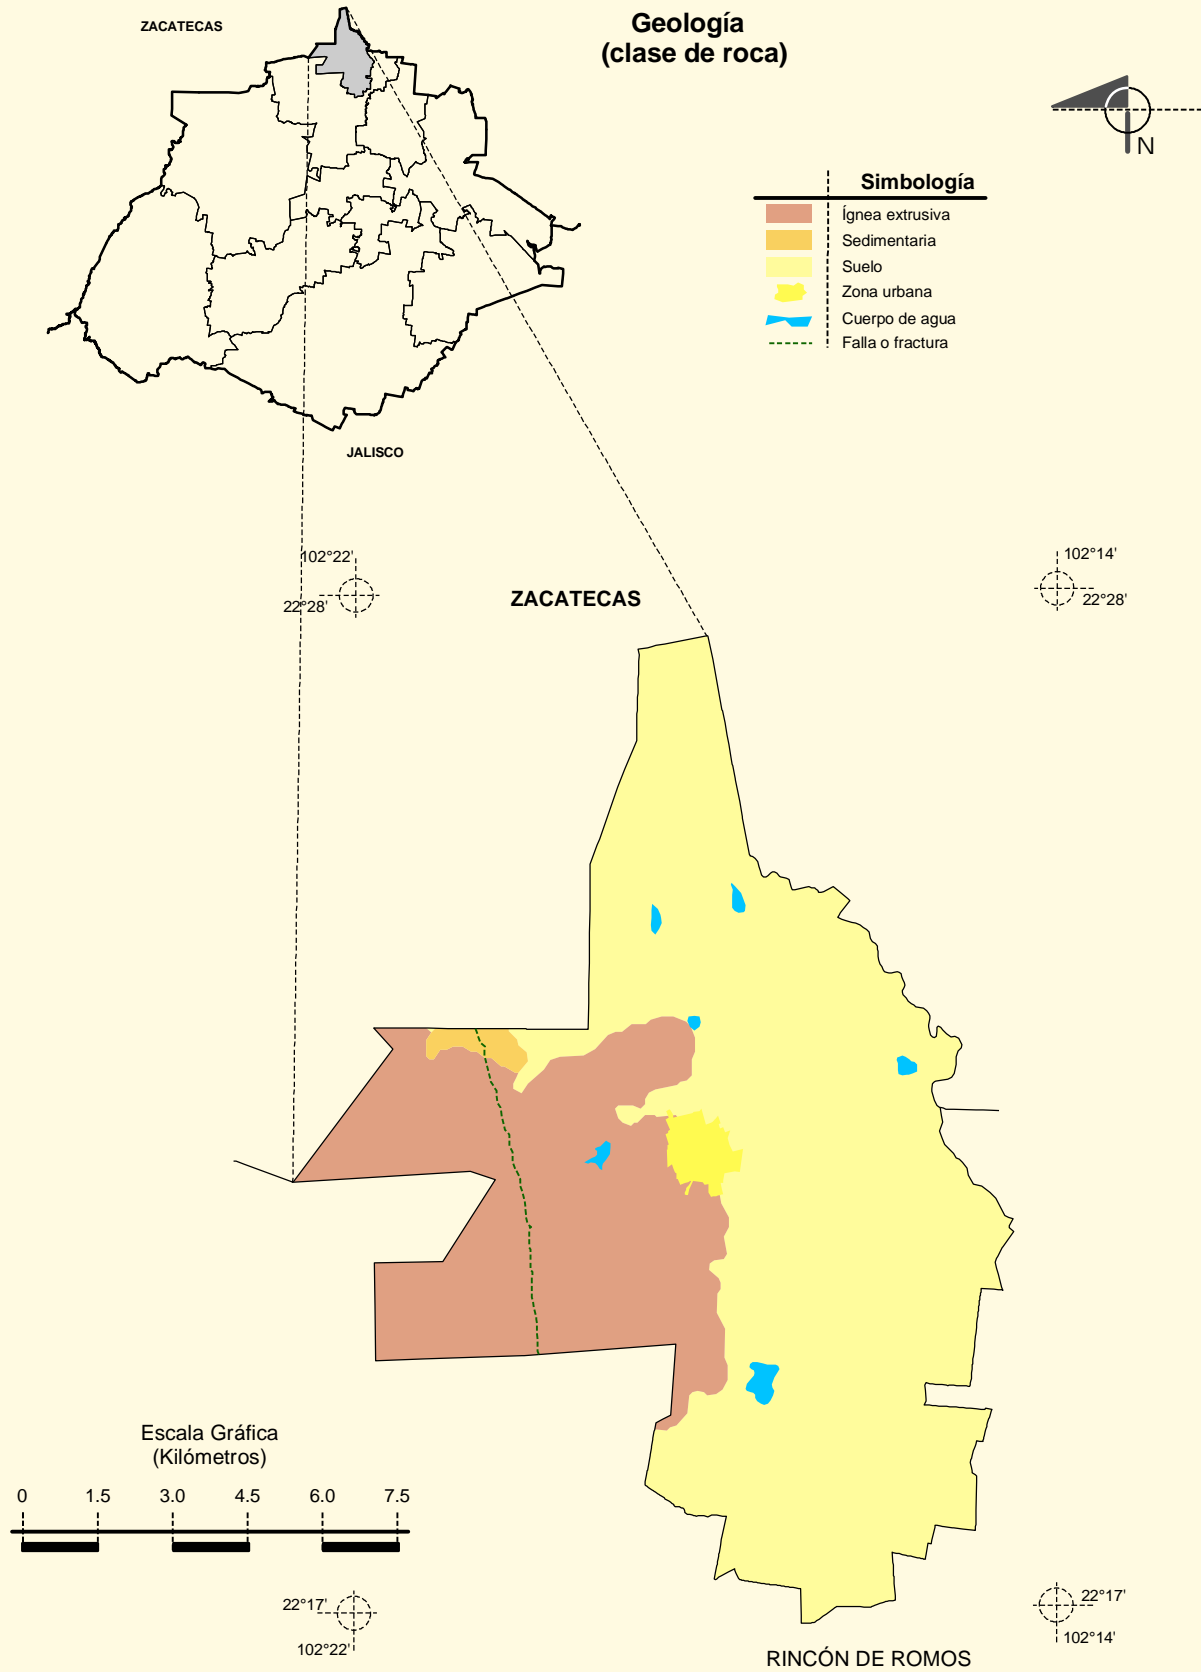 Geología
(clase de roca)
ZACATECAS
N
Simbología
Ígnea extrusiva
Sedimentaria
Suelo
Zona urbana
Cuerpo de agua
Falla o fractura
JALISCO
102°22'
22°28'
102°14'
22°28'
ZACATECAS
Escala Gráfica
(Kilómetros)
0 1.5 3.0 4.5 6.0 7.5
22°17'
102°22'
22°17'
102°14'
RINCÓN DE ROMOS